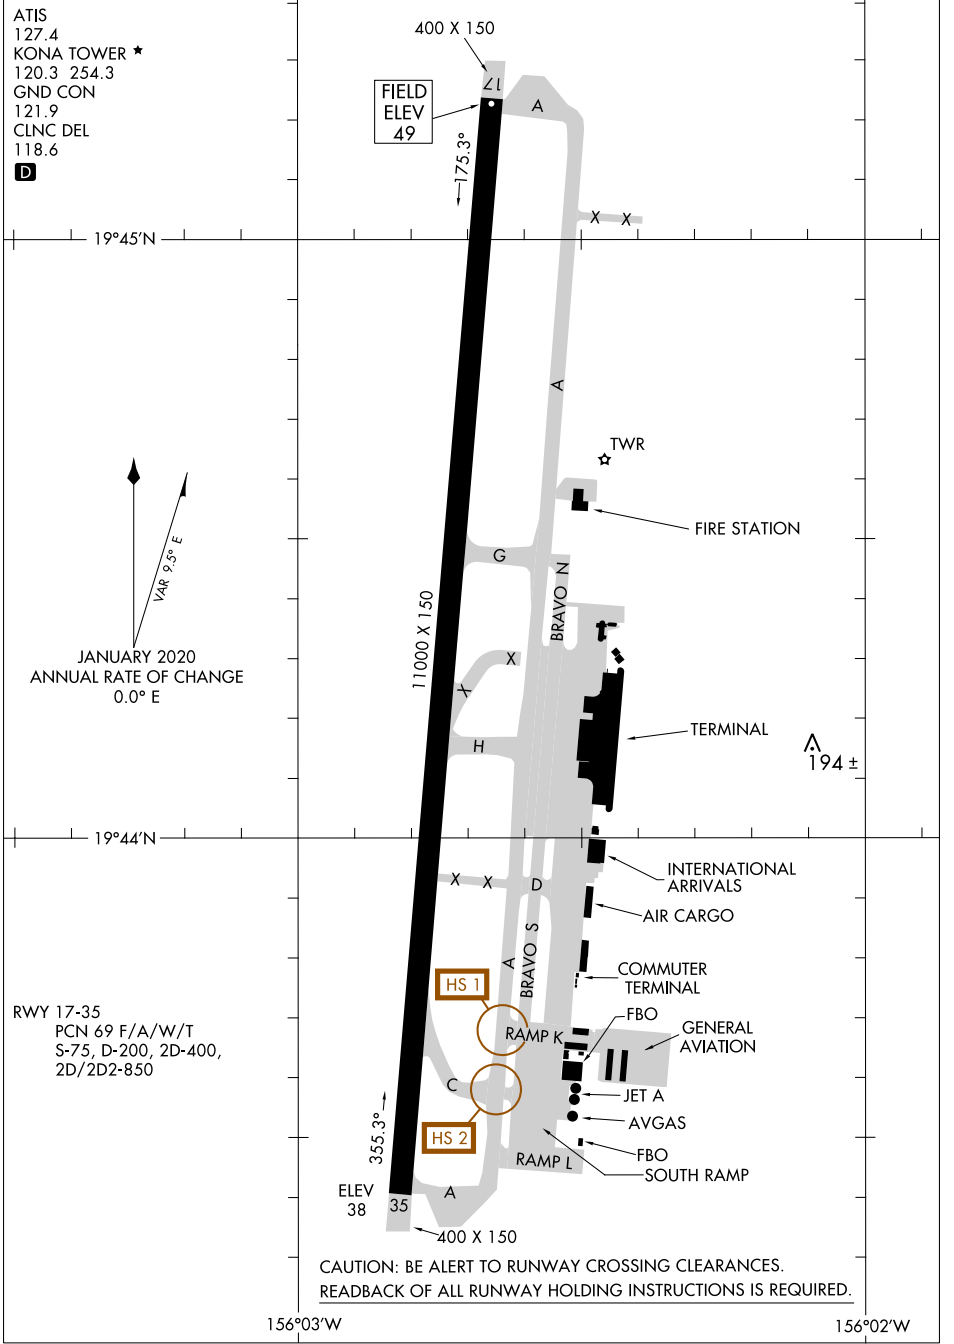 ATIS
127.4
KONA TOWER ★
120.3 254.3
GND CON
121.9
CLNC DEL
118.6
D
400 X 150
17
FIELD
ELEV
49
A
175.3°
X X
19°45'N
A
TWR
FIRE STATION
VAR 9.5° E
G
BRAVO N
11000 X 150
JANUARY 2020
ANNUAL RATE OF CHANGE
0.0° E
X
X
H
TERMINAL
194 ±
19°44'N
X X
D
INTERNATIONAL
ARRIVALS
AIR CARGO
A
BRAVO S
COMMUTER
TERMINAL
HS 1
RWY 17-35
PCN 69 F/A/W/T
S-75, D-200, 2D-400,
2D/2D2-850
FBO
RAMP K
GENERAL
AVIATION
C
JET A
AVGAS
355.3°
HS 2
FBO
RAMP L
SOUTH RAMP
ELEV
38
35
A
400 X 150
CAUTION: BE ALERT TO RUNWAY CROSSING CLEARANCES.
READBACK OF ALL RUNWAY HOLDING INSTRUCTIONS IS REQUIRED.
156°03'W
156°02'W